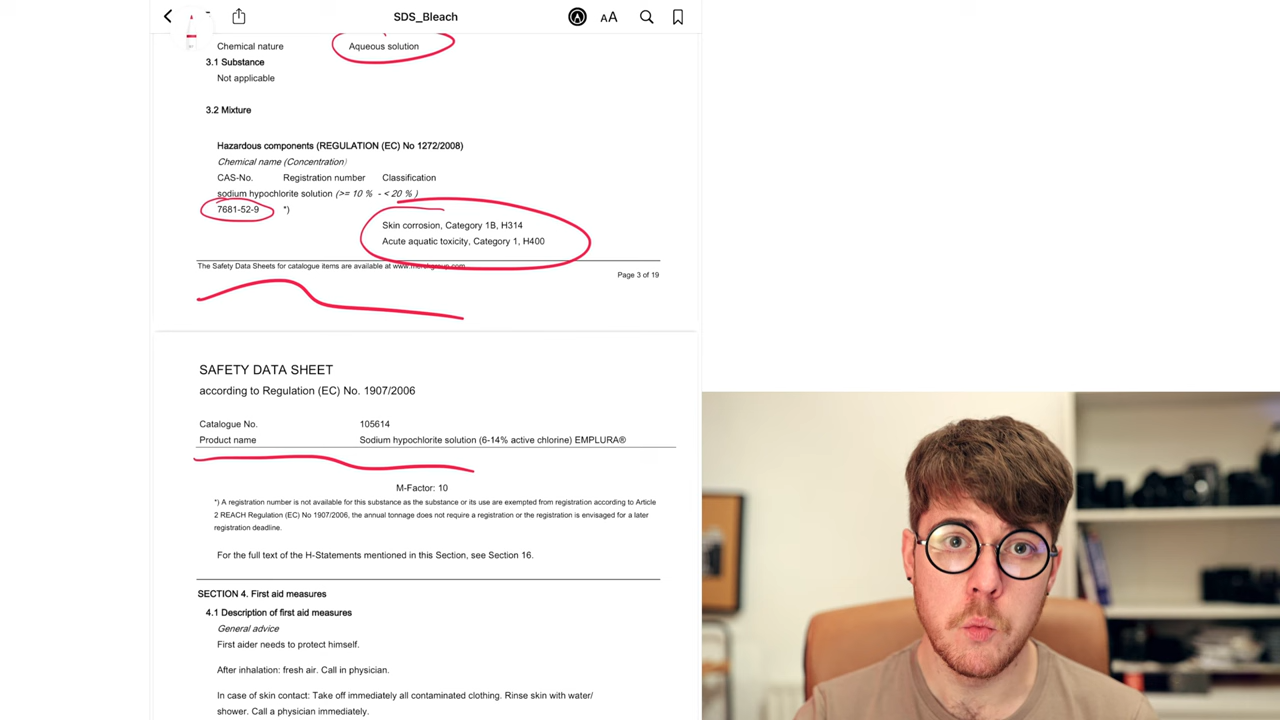 SDS_Bleach
AA
Chemical nature Aqueous solution
3.1 Substance
Not applicable
3.2 Mixture
Hazardous components (REGULATION (EC) No 1272/2008)
Chemical name (Concentration)
CAS-No. Registration number Classification
sodium hypochlorite solution (>= 10 % - < 20 % )
7681-52-9 *)
Skin corrosion, Category 1B, H314
Acute aquatic toxicity, Category 1, H400
The Safety Data Sheets for catalogue items are available at www.merckgroup.com
Page 3 of 19
SAFETY DATA SHEET
according to Regulation (EC) No. 1907/2006
Catalogue No. 105614
Product name Sodium hypochlorite solution (6-14% active chlorine) EMPLURA®
M-Factor: 10
*) A registration number is not available for this substance as the substance or its use are exempted from registration according to Article
2 REACH Regulation (EC) No 1907/2006, the annual tonnage does not require a registration or the registration is envisaged for a later
registration deadline.
For the full text of the H-Statements mentioned in this Section, see Section 16.
SECTION 4. First aid measures
4.1 Description of first aid measures
General advice
First aider needs to protect himself.
After inhalation: fresh air. Call in physician.
In case of skin contact: Take off immediately all contaminated clothing. Rinse skin with water/
shower. Call a physician immediately.